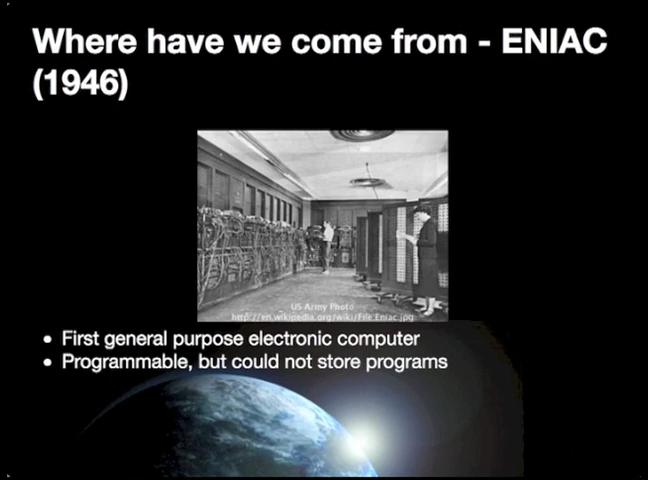 Where have we come from - ENIAC
(1946)
US Army Photo
http://en.wikipedia.org/wiki/File:Eniac.jpg
• First general purpose electronic computer
• Programmable, but could not store programs